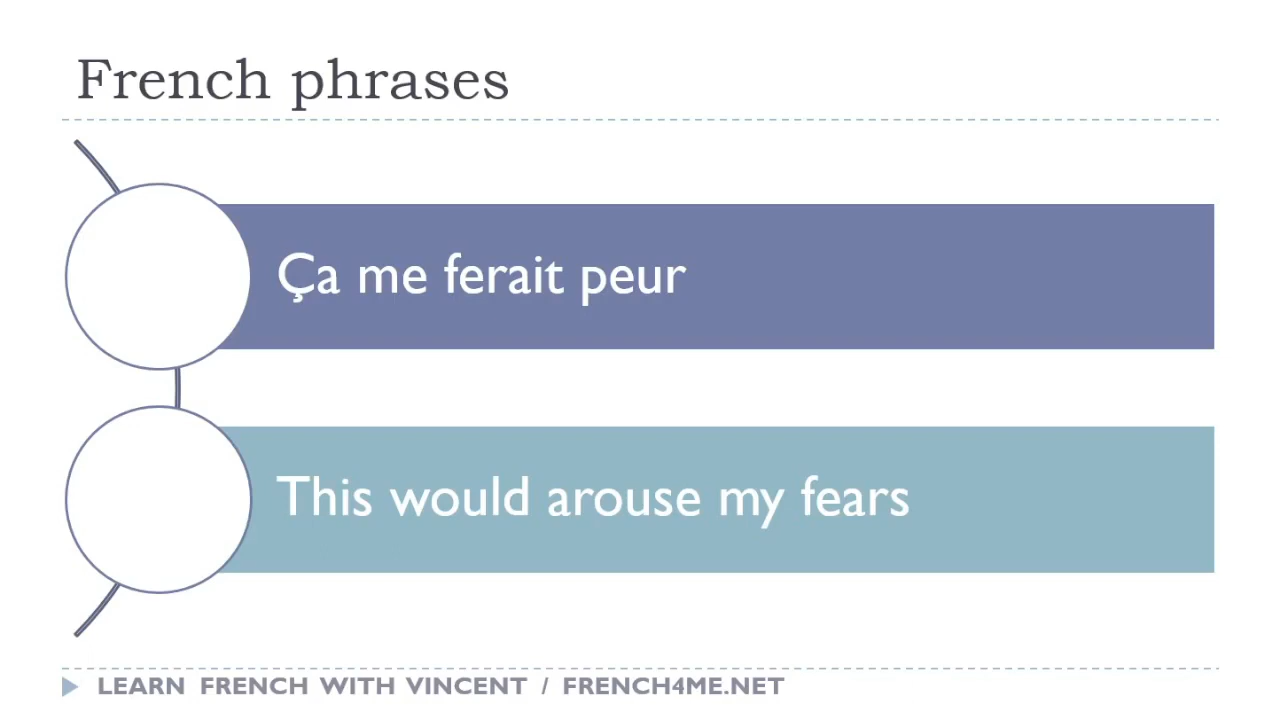 French phrases
Ça me ferait peur
This would arouse my fears
LEARN FRENCH WITH VINCENT / FRENCH4ME.NET